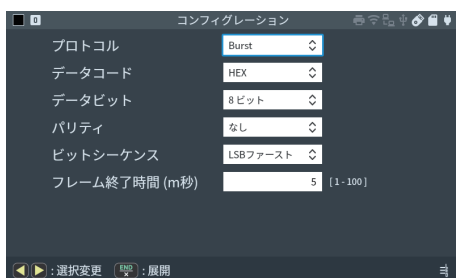 0 コンフィグレーション
プロトコル Burst
データコード HEX
データビット 8 ビット
パリティ なし
ビットシーケンス LSBファースト
フレーム終了時間 (m秒) 5 [ 1 - 100 ]
: 選択変更 END × : 展開